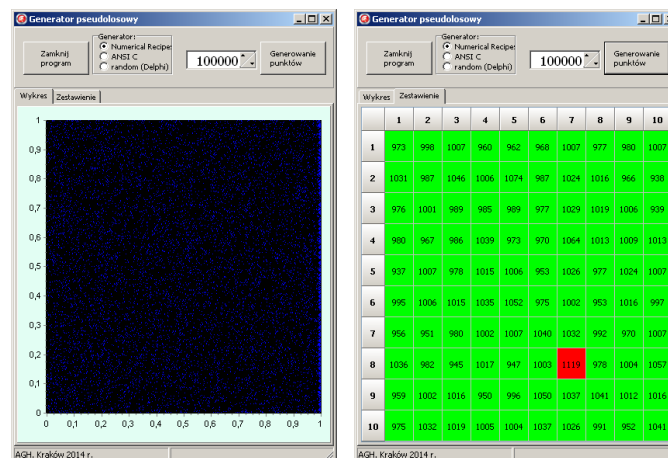 Generator pseudolosowy
Generator:
Zamknij program
Numerical Recipe:
ANSI C
random (Delphi)
100000
Generowanie punktów
Wykres Zestawienie
1
0,9
0,8
0,7
0,6
0,5
0,4
0,3
0,2
0,1
0
0 0,1 0,2 0,3 0,4 0,5 0,6 0,7 0,8 0,9 1
AGH, Kraków 2014 r.
Generator pseudolosowy
Generator:
Zamknij program
Numerical Recipe:
ANSI C
random (Delphi)
100000
Generowanie punktów
Wykres Zestawienie
1 2 3 4 5 6 7 8 9 10
1 973 998 1007 960 962 968 1007 977 980 1007
2 1031 987 1046 1006 1074 987 1024 1016 966 938
3 976 1001 989 985 989 977 1029 1019 1006 939
4 980 967 986 1039 973 970 1064 1013 1009 1013
5 937 1007 978 1015 1006 953 1026 977 1024 1007
6 995 1006 1015 1035 1052 975 1002 953 1016 997
7 956 951 980 1002 1007 1040 1032 992 970 1007
8 1036 982 945 1017 947 1003 1119 978 1004 1057
9 959 1002 1016 950 996 1050 1037 1041 1012 1016
10 975 1032 1019 1005 1004 1037 1026 991 952 1041
AGH, Kraków 2014 r.